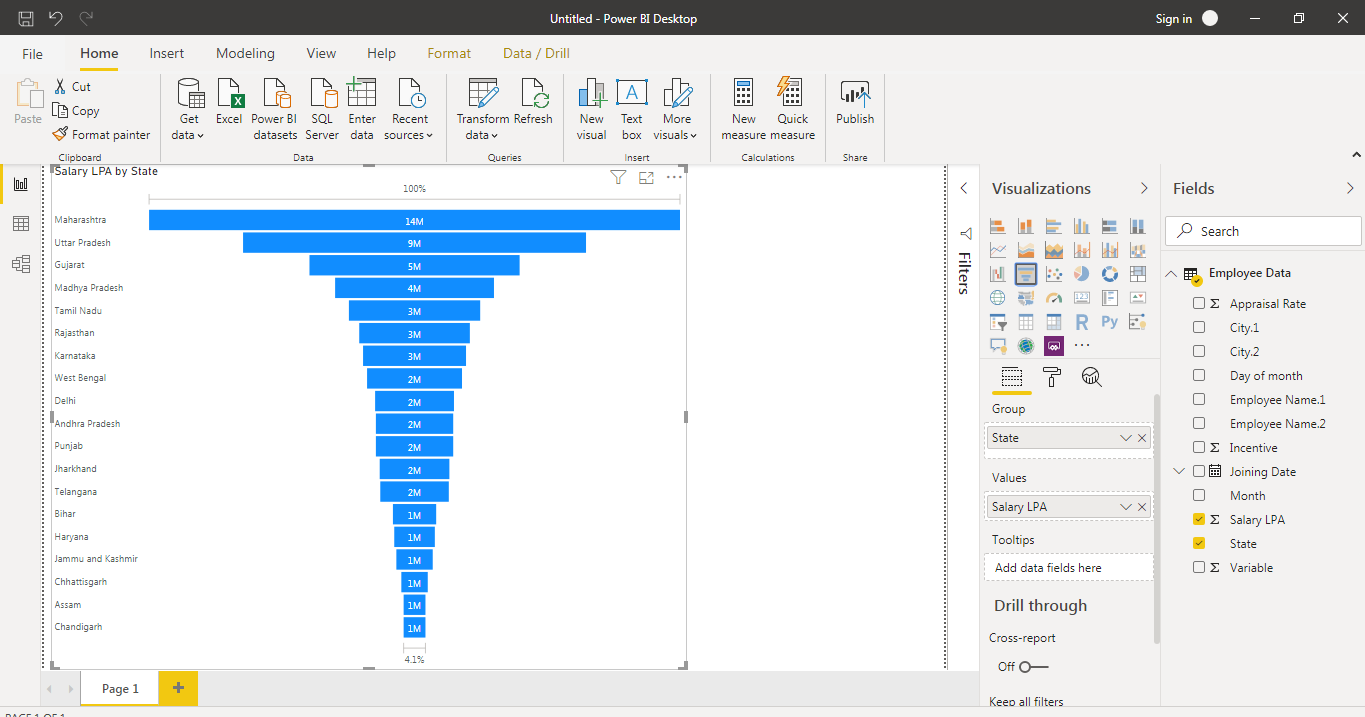 Untitled - Power BI Desktop
Sign in
File Home Insert Modeling View Help Format Data / Drill
Paste
Cut
Copy
Format painter
Clipboard
Get data
Excel
Power BI datasets
SQL Server
Enter data
Recent sources
Data
Transform data
Refresh
Queries
New visual
Text box
More visuals
Insert
New measure
Quick measure
Calculations
Publish
Share
Salary LPA by State
100%
Maharashtra 14M
Uttar Pradesh 9M
Gujarat 5M
Madhya Pradesh 4M
Tamil Nadu 3M
Rajasthan 3M
Karnataka 3M
West Bengal 2M
Delhi 2M
Andhra Pradesh 2M
Punjab 2M
Jharkhand 2M
Telangana 2M
Bihar 1M
Haryana 1M
Jammu and Kashmir 1M
Chhattisgarh 1M
Assam 1M
Chandigarh 1M
4.1%
Filters
Visualizations
123
R Py
Group
State
Values
Salary LPA
Tooltips
Add data fields here
Drill through
Cross-report
Off
Keep all filters
Fields
Search
Employee Data
Σ Appraisal Rate
City.1
City.2
Day of month
Employee Name.1
Employee Name.2
Σ Incentive
Joining Date
Month
Σ Salary LPA
State
Σ Variable
Page 1
PAGE 1 OF 1